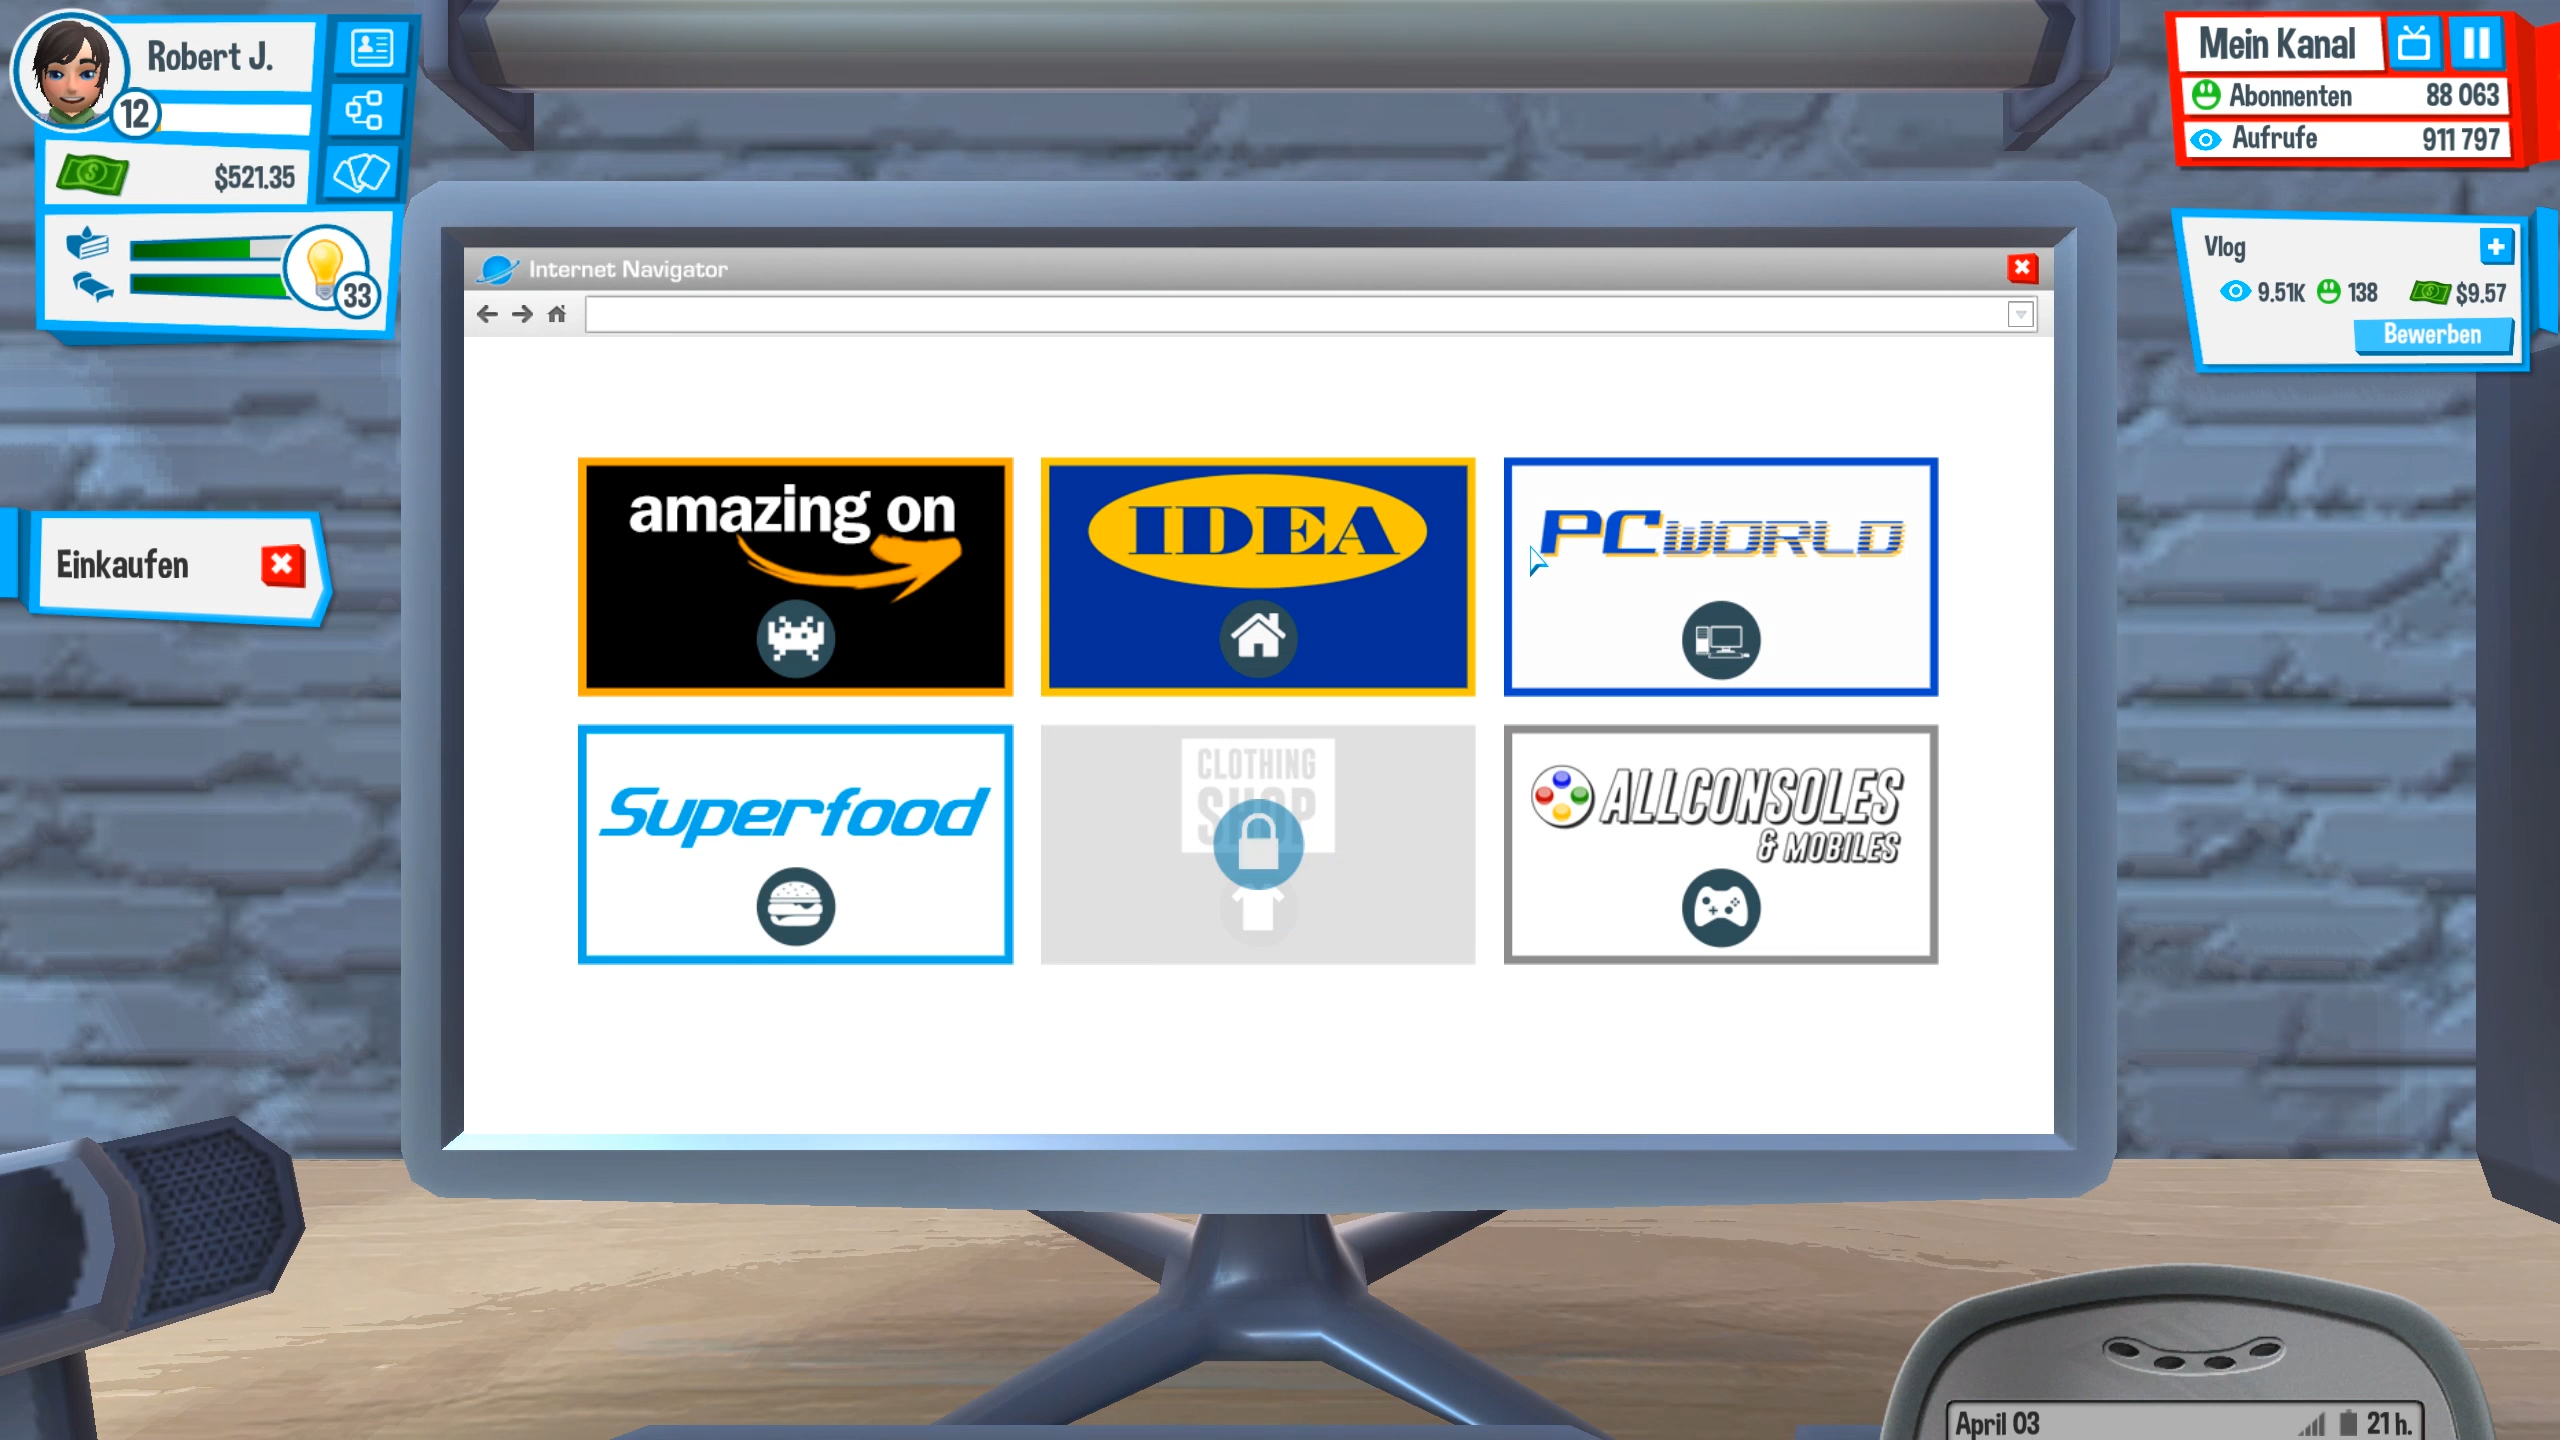 Robert J.
12
$521.35
33
Mein Kanal
Abonnenten 88 063
Aufrufe 911 797
Vlog
9.51K 138 $9.57
Bewerben
Einkaufen
Internet Navigator
amazing on
IDEA
PCWORLD
Superfood
CLOTHING
SHOP
ALLCONSOLES
& MOBILES
April 03 21 h.